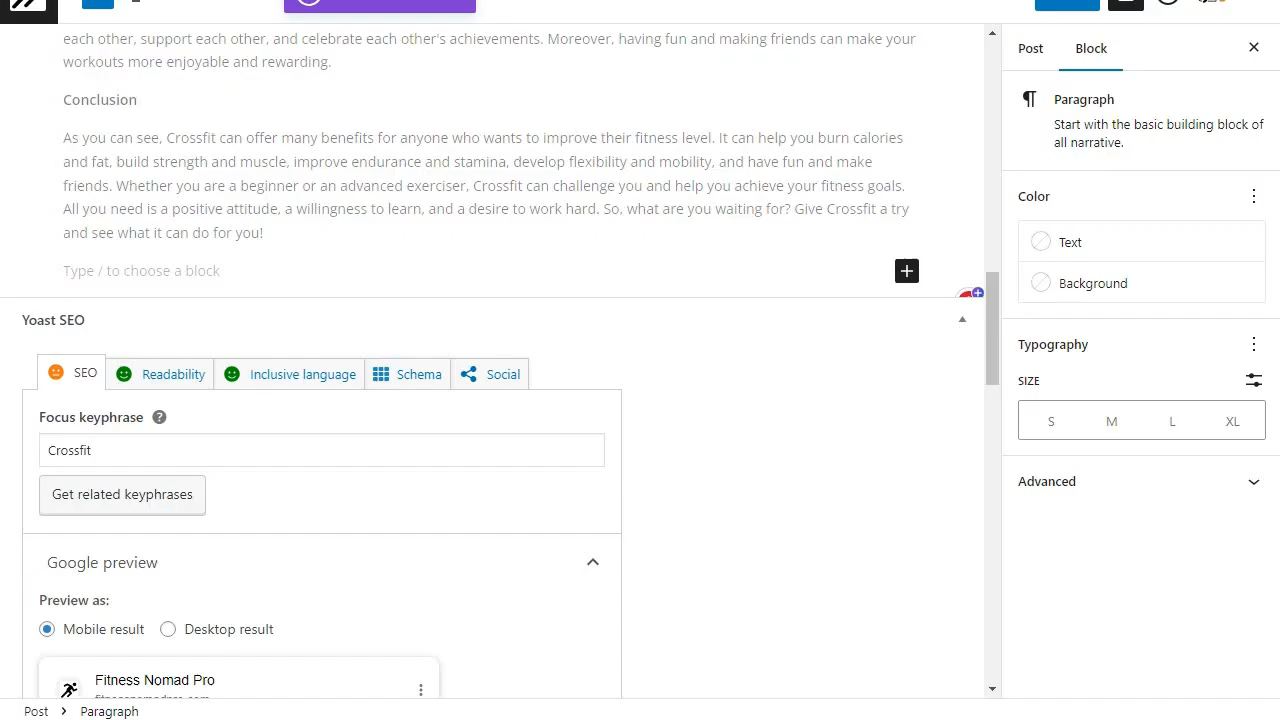 each other, support each other, and celebrate each other's achievements. Moreover, having fun and making friends can make your
workouts more enjoyable and rewarding.
Conclusion
As you can see, Crossfit can offer many benefits for anyone who wants to improve their fitness level. It can help you burn calories
and fat, build strength and muscle, improve endurance and stamina, develop flexibility and mobility, and have fun and make
friends. Whether you are a beginner or an advanced exerciser, Crossfit can challenge you and help you achieve your fitness goals.
All you need is a positive attitude, a willingness to learn, and a desire to work hard. So, what are you waiting for? Give Crossfit a try
and see what it can do for you!
Type / to choose a block
Yoast SEO
SEO
Readability
Inclusive language
Schema
Social
Focus keyphrase
Crossfit
Get related keyphrases
Google preview
Preview as:
Mobile result
Desktop result
Fitness Nomad Pro
Post
Block
Paragraph
Start with the basic building block of
all narrative.
Color
Text
Background
Typography
SIZE
S M L XL
Advanced
Post > Paragraph